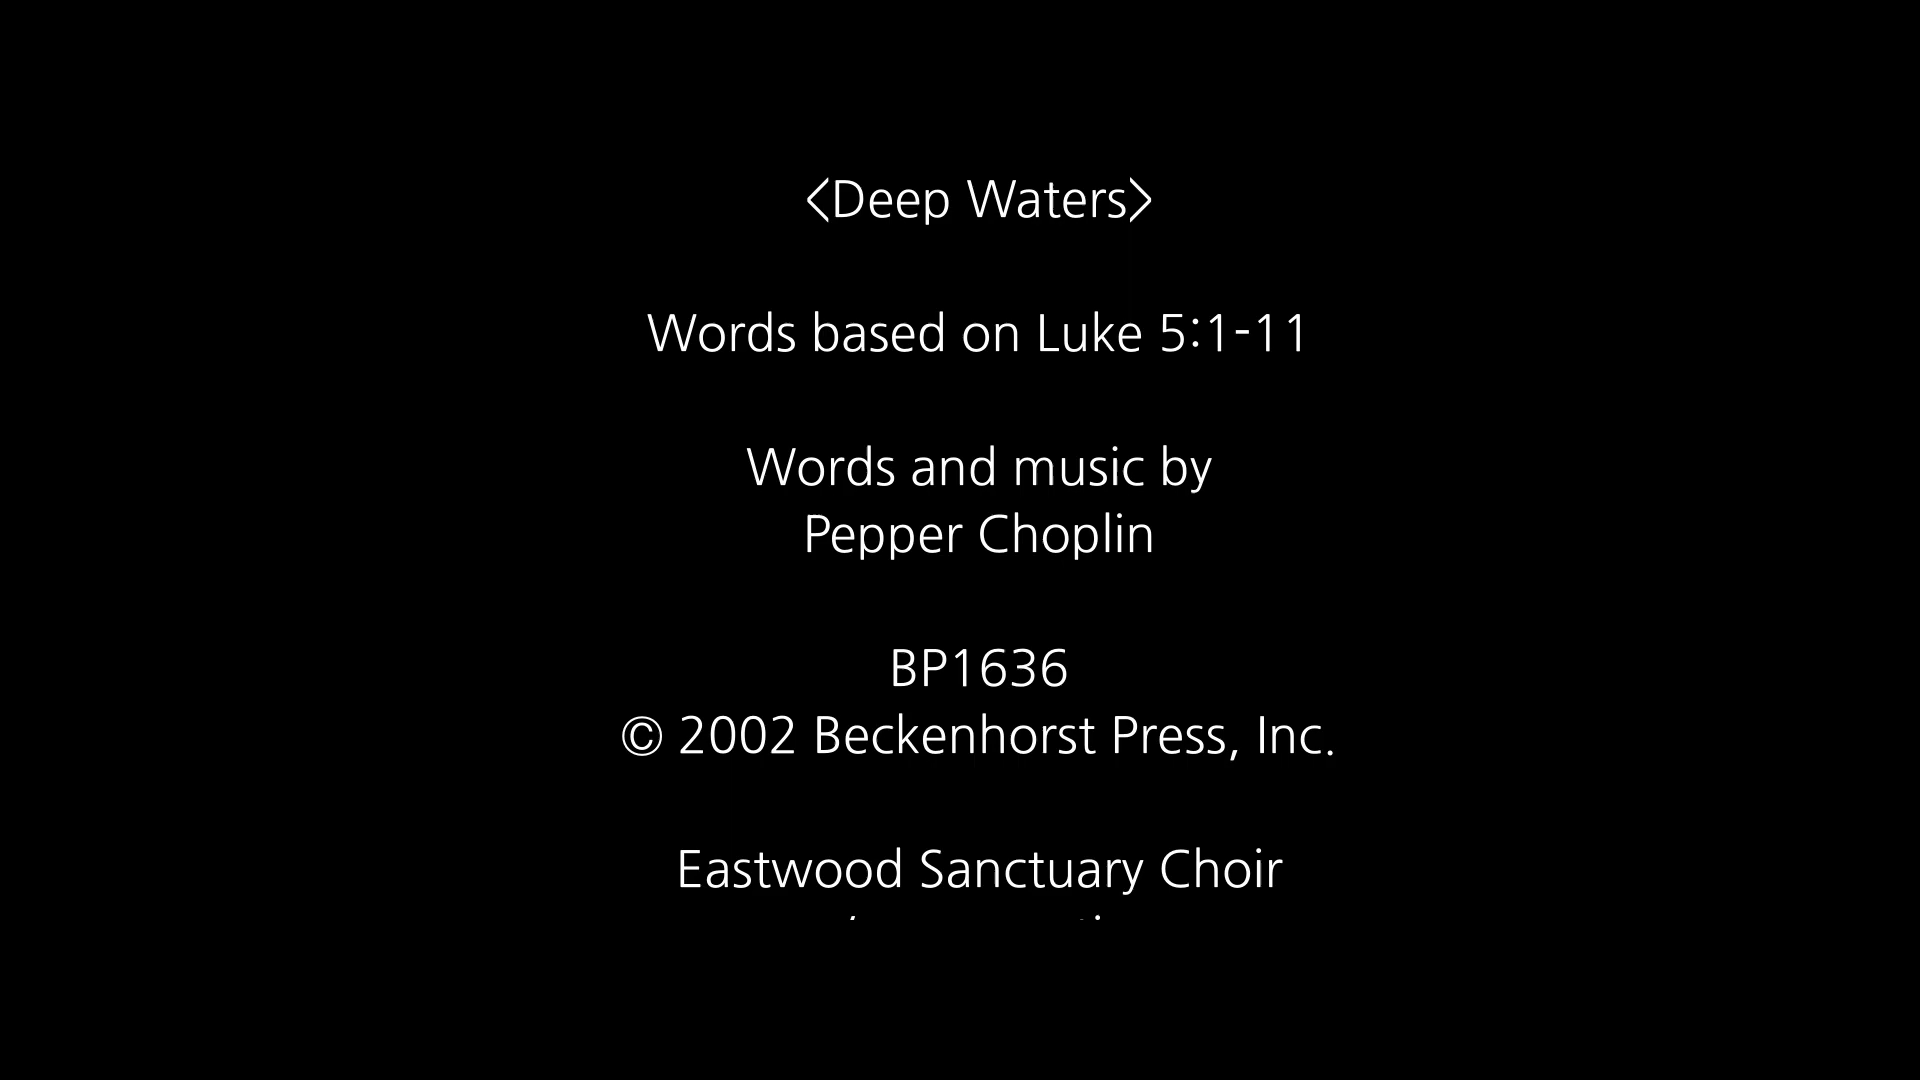 <Deep Waters>
Words based on Luke 5:1-11
Words and music by
Pepper Choplin
BP1636
© 2002 Beckenhorst Press, Inc.
Eastwood Sanctuary Choir